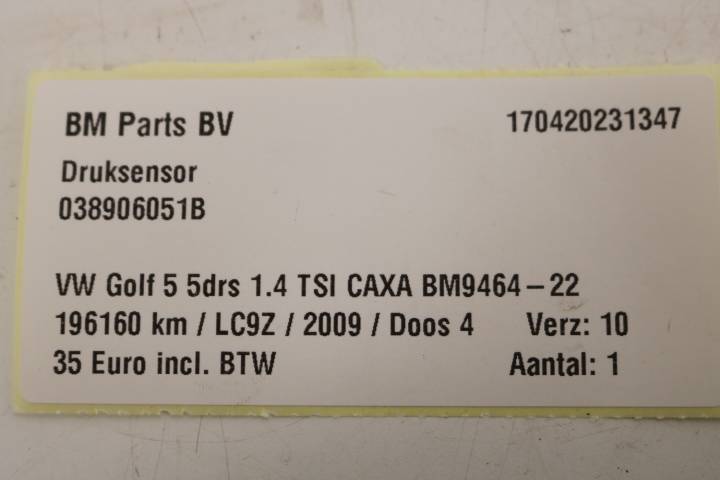 BM Parts BV 170420231347
Druksensor
038906051B
VW Golf 5 5drs 1.4 TSI CAXA BM9464-22
196160 km / LC9Z / 2009 / Doos 4 Verz: 10
35 Euro incl. BTW Aantal: 1